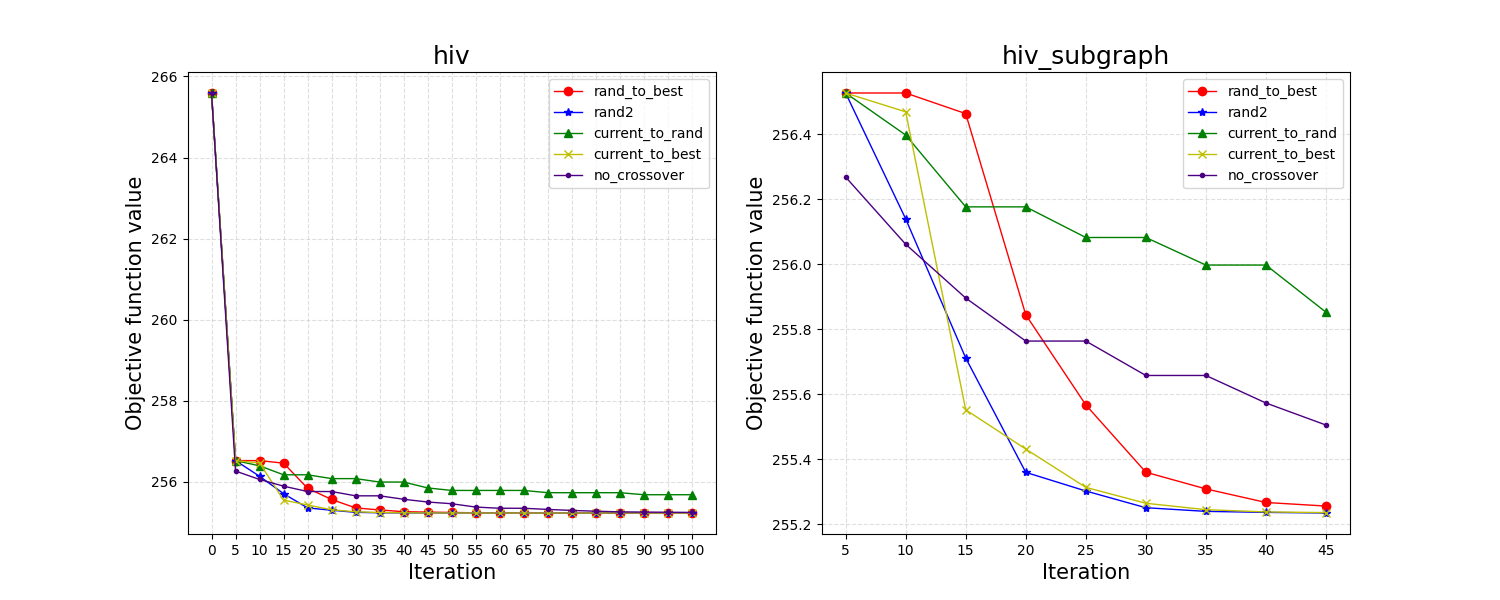 hiv
Objective function value
266
264
262
260
258
256
rand_to_best
rand2
current_to_rand
current_to_best
no_crossover
0 5 10 15 20 25 30 35 40 45 50 55 60 65 70 75 80 85 90 95 100
Iteration
hiv_subgraph
Objective function value
256.4
256.2
256.0
255.8
255.6
255.4
255.2
rand_to_best
rand2
current_to_rand
current_to_best
no_crossover
5 10 15 20 25 30 35 40 45
Iteration